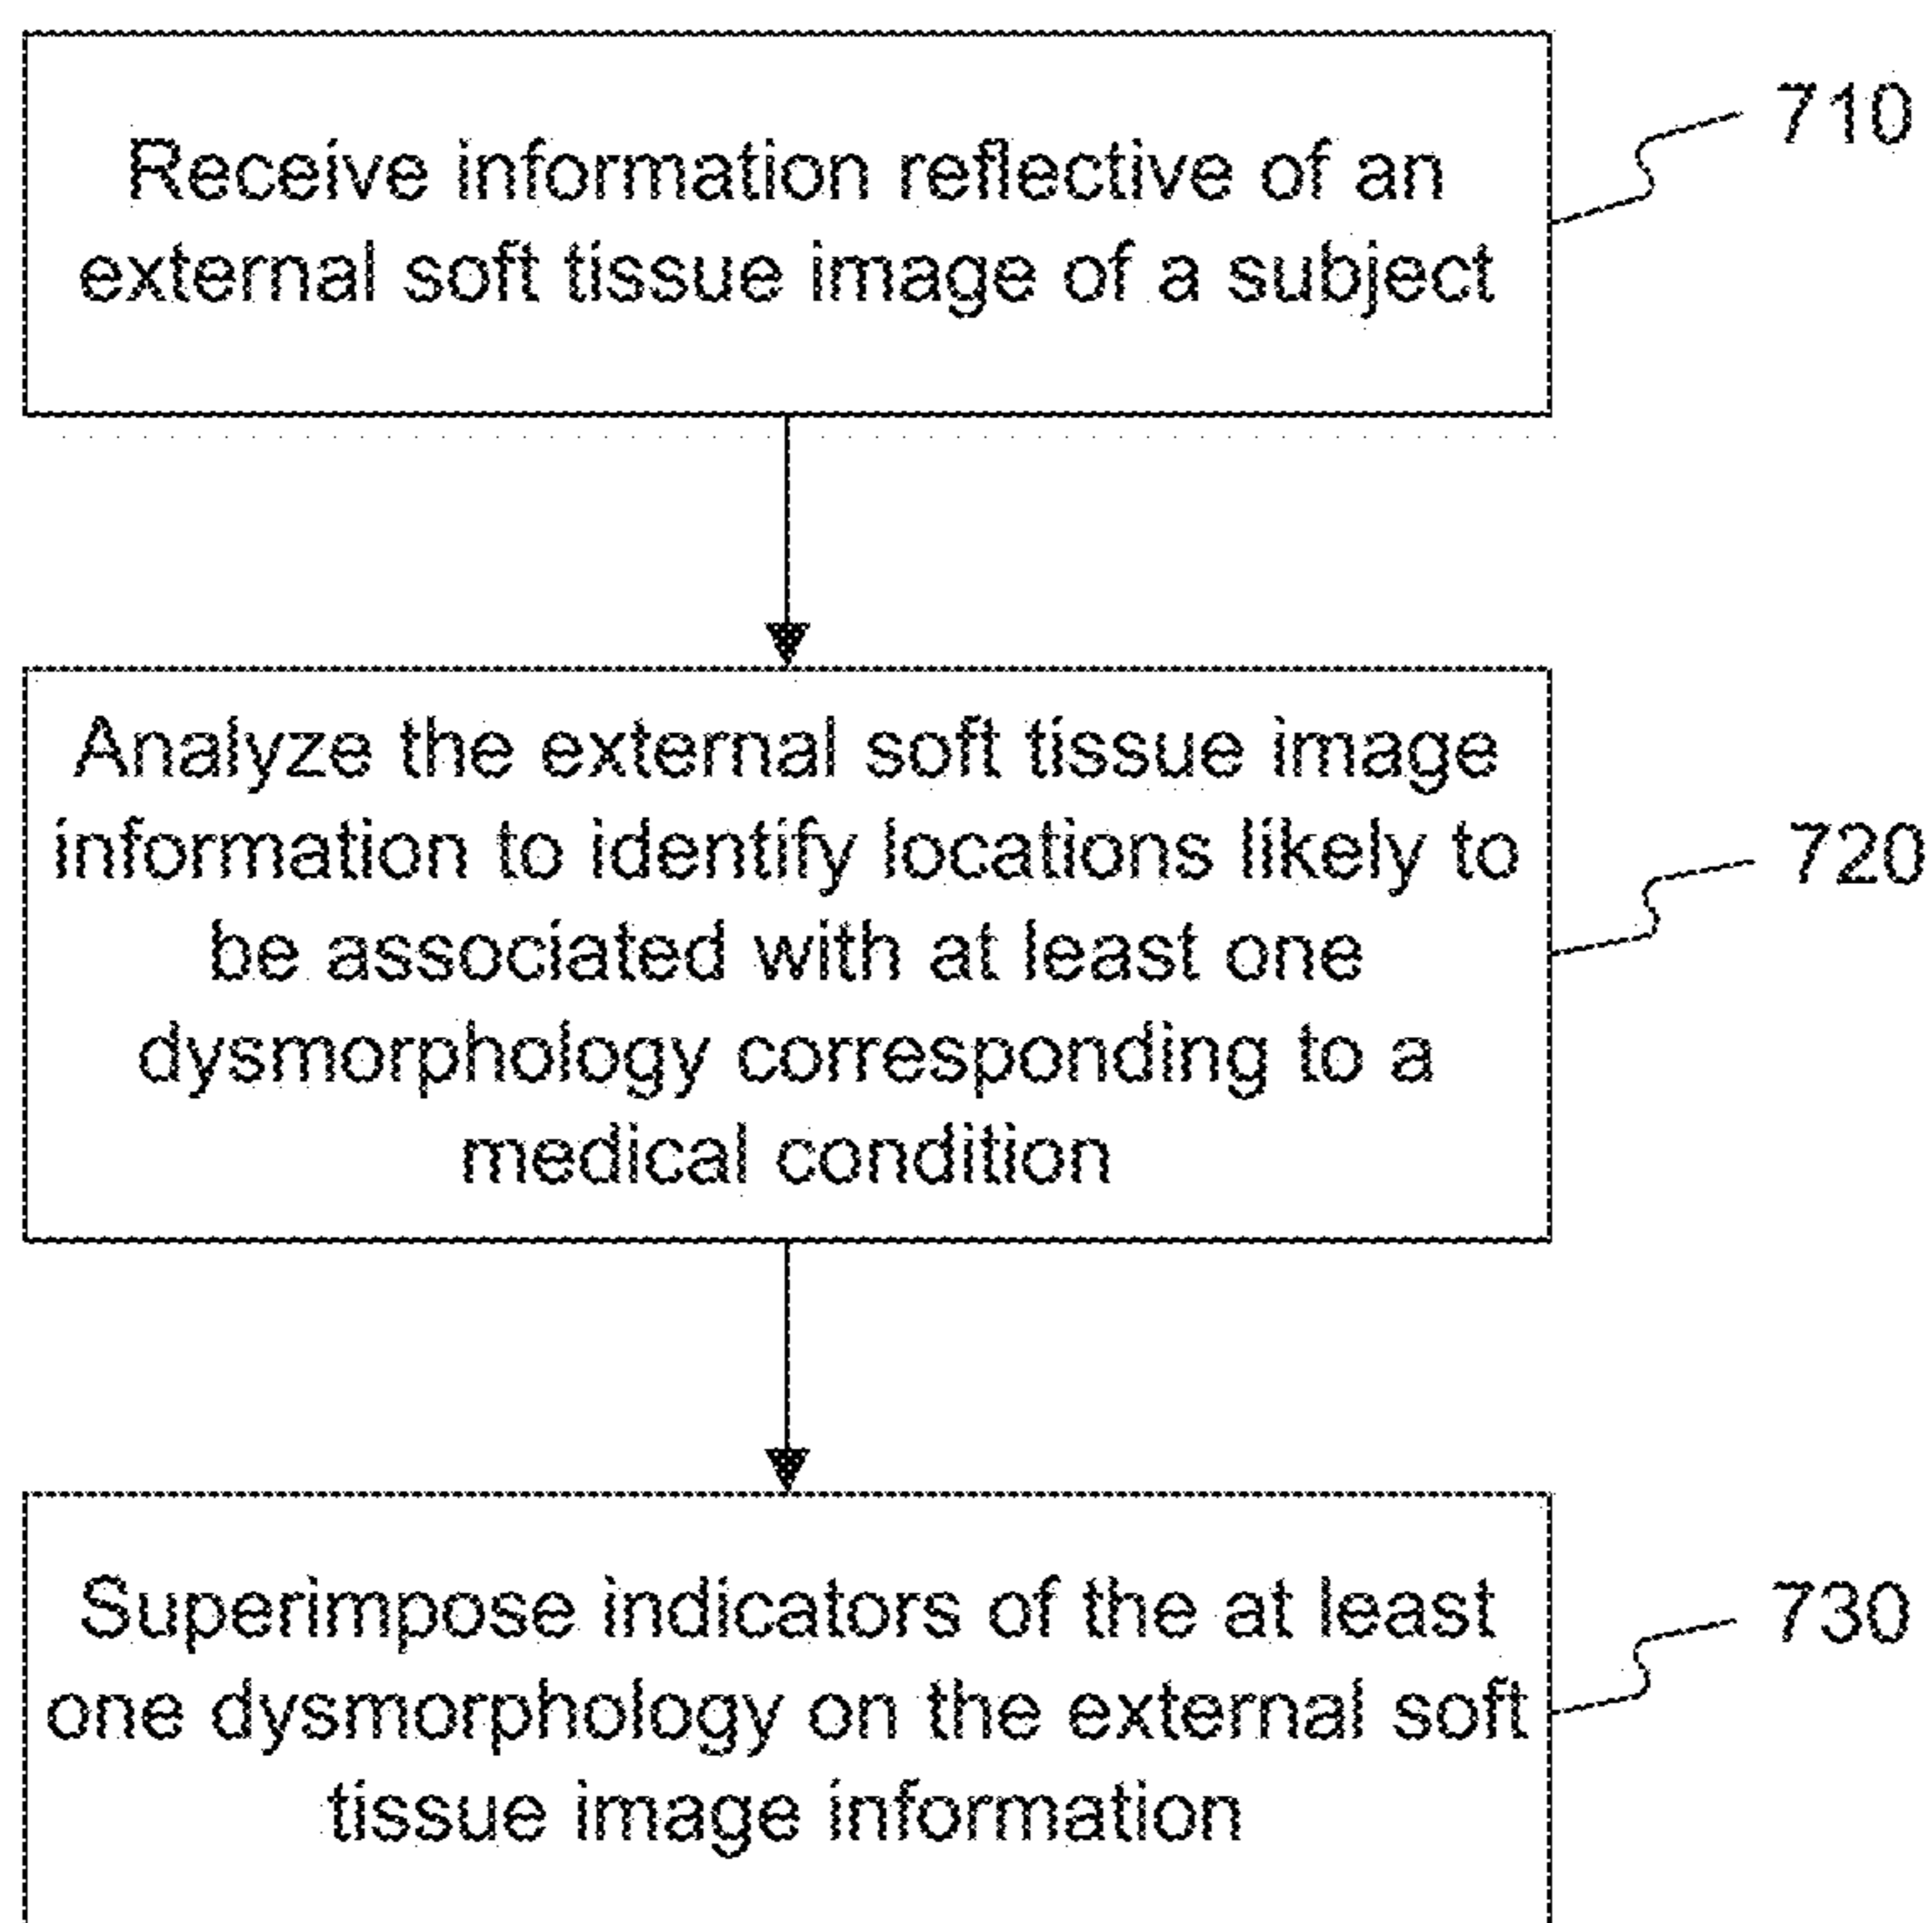 Receive information reflective of an
external soft tissue image of a subject
710
Analyze the external soft tissue image
information to identify locations likely to
be associated with at least one
dysmorphology corresponding to a
medical condition
720
Superimpose indicators of the at least
one dysmorphology on the external soft
tissue image information
730